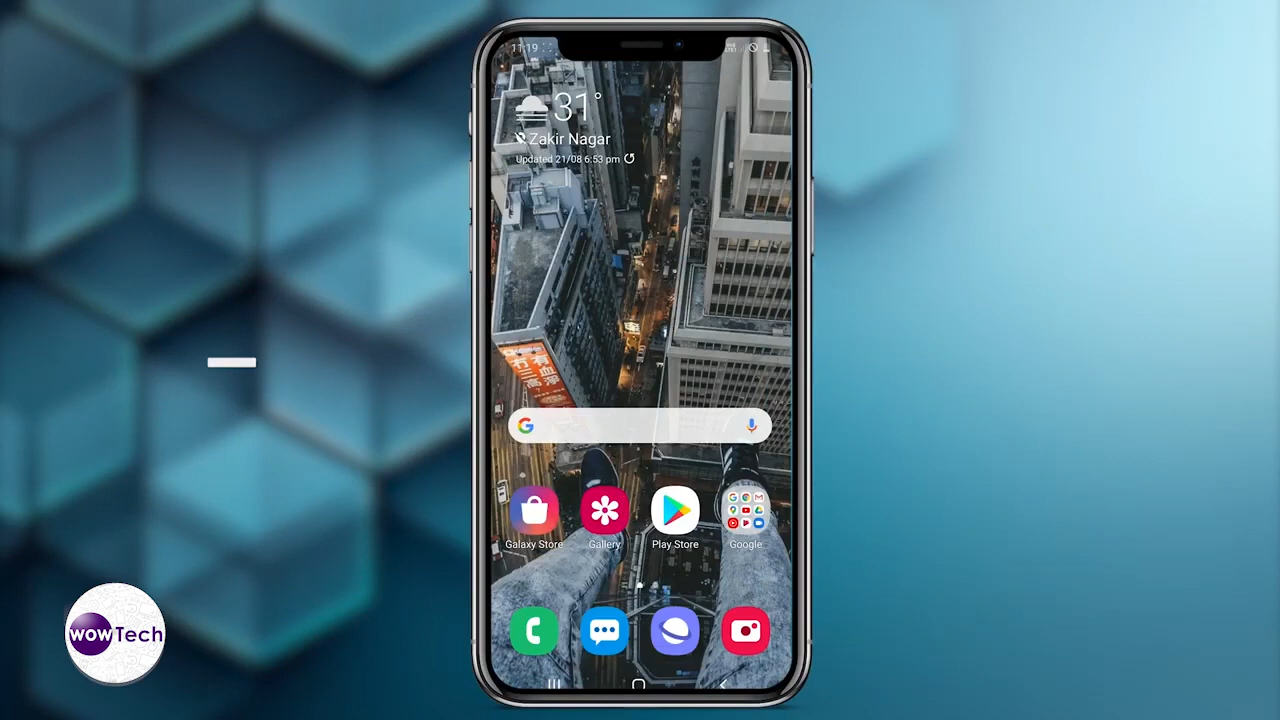 11:19
31°
Zakir Nagar
Updated 21/08 6:53 pm
Galaxy Store
Gallery
Play Store
Google
wowTech